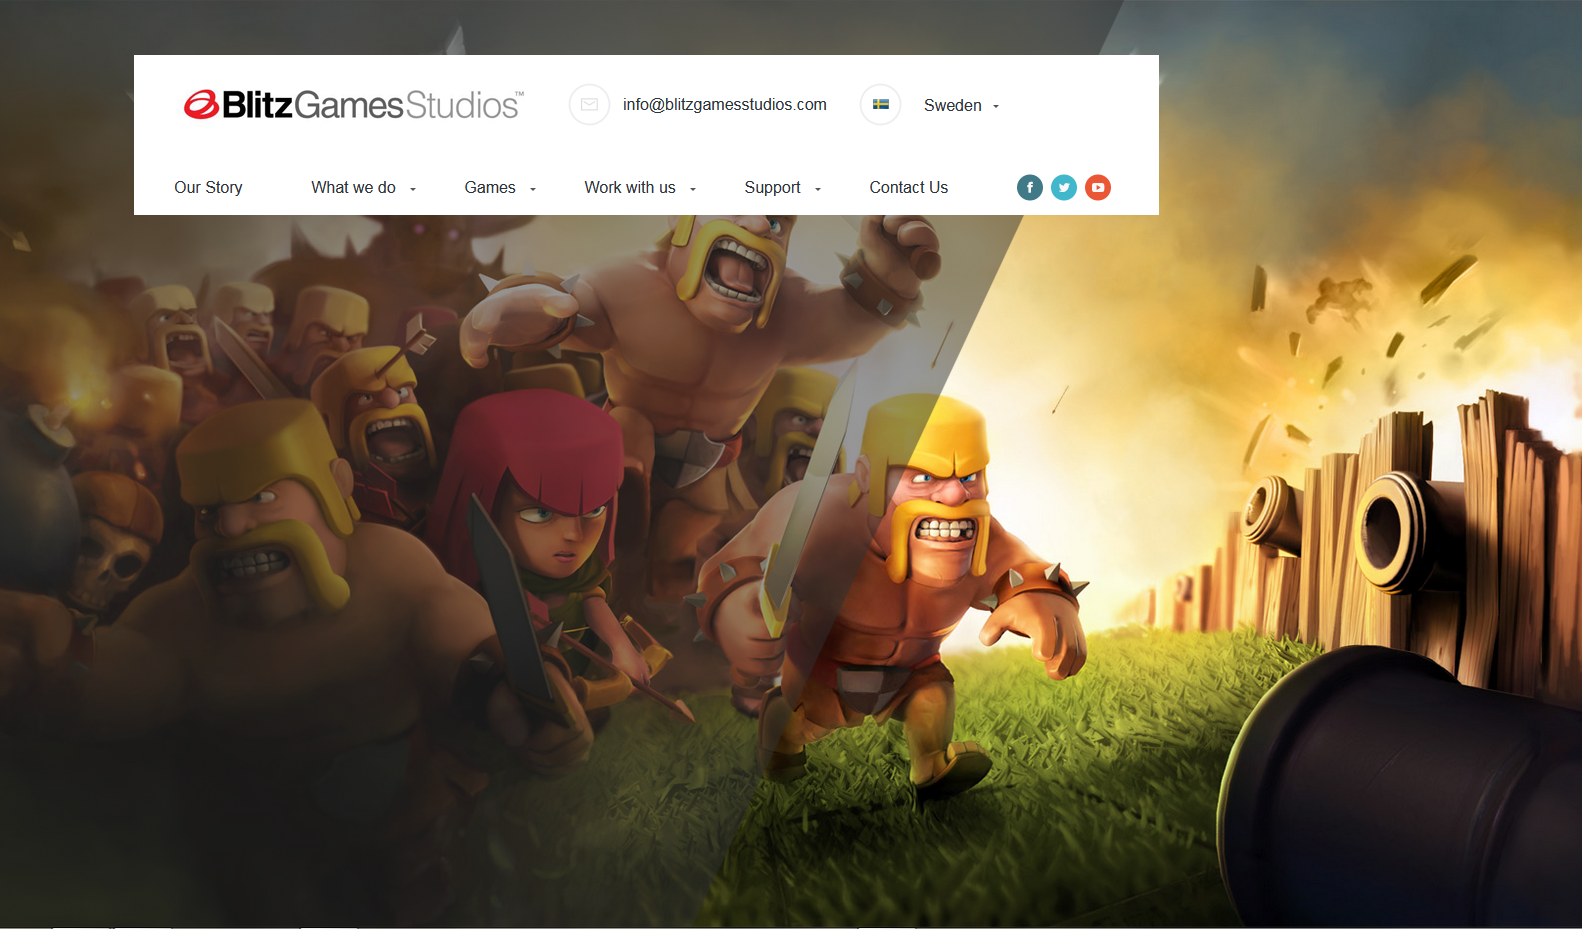 BlitzGamesStudios™
info@blitzgamesstudios.com
Sweden
Our Story
What we do
Games
Work with us
Support
Contact Us